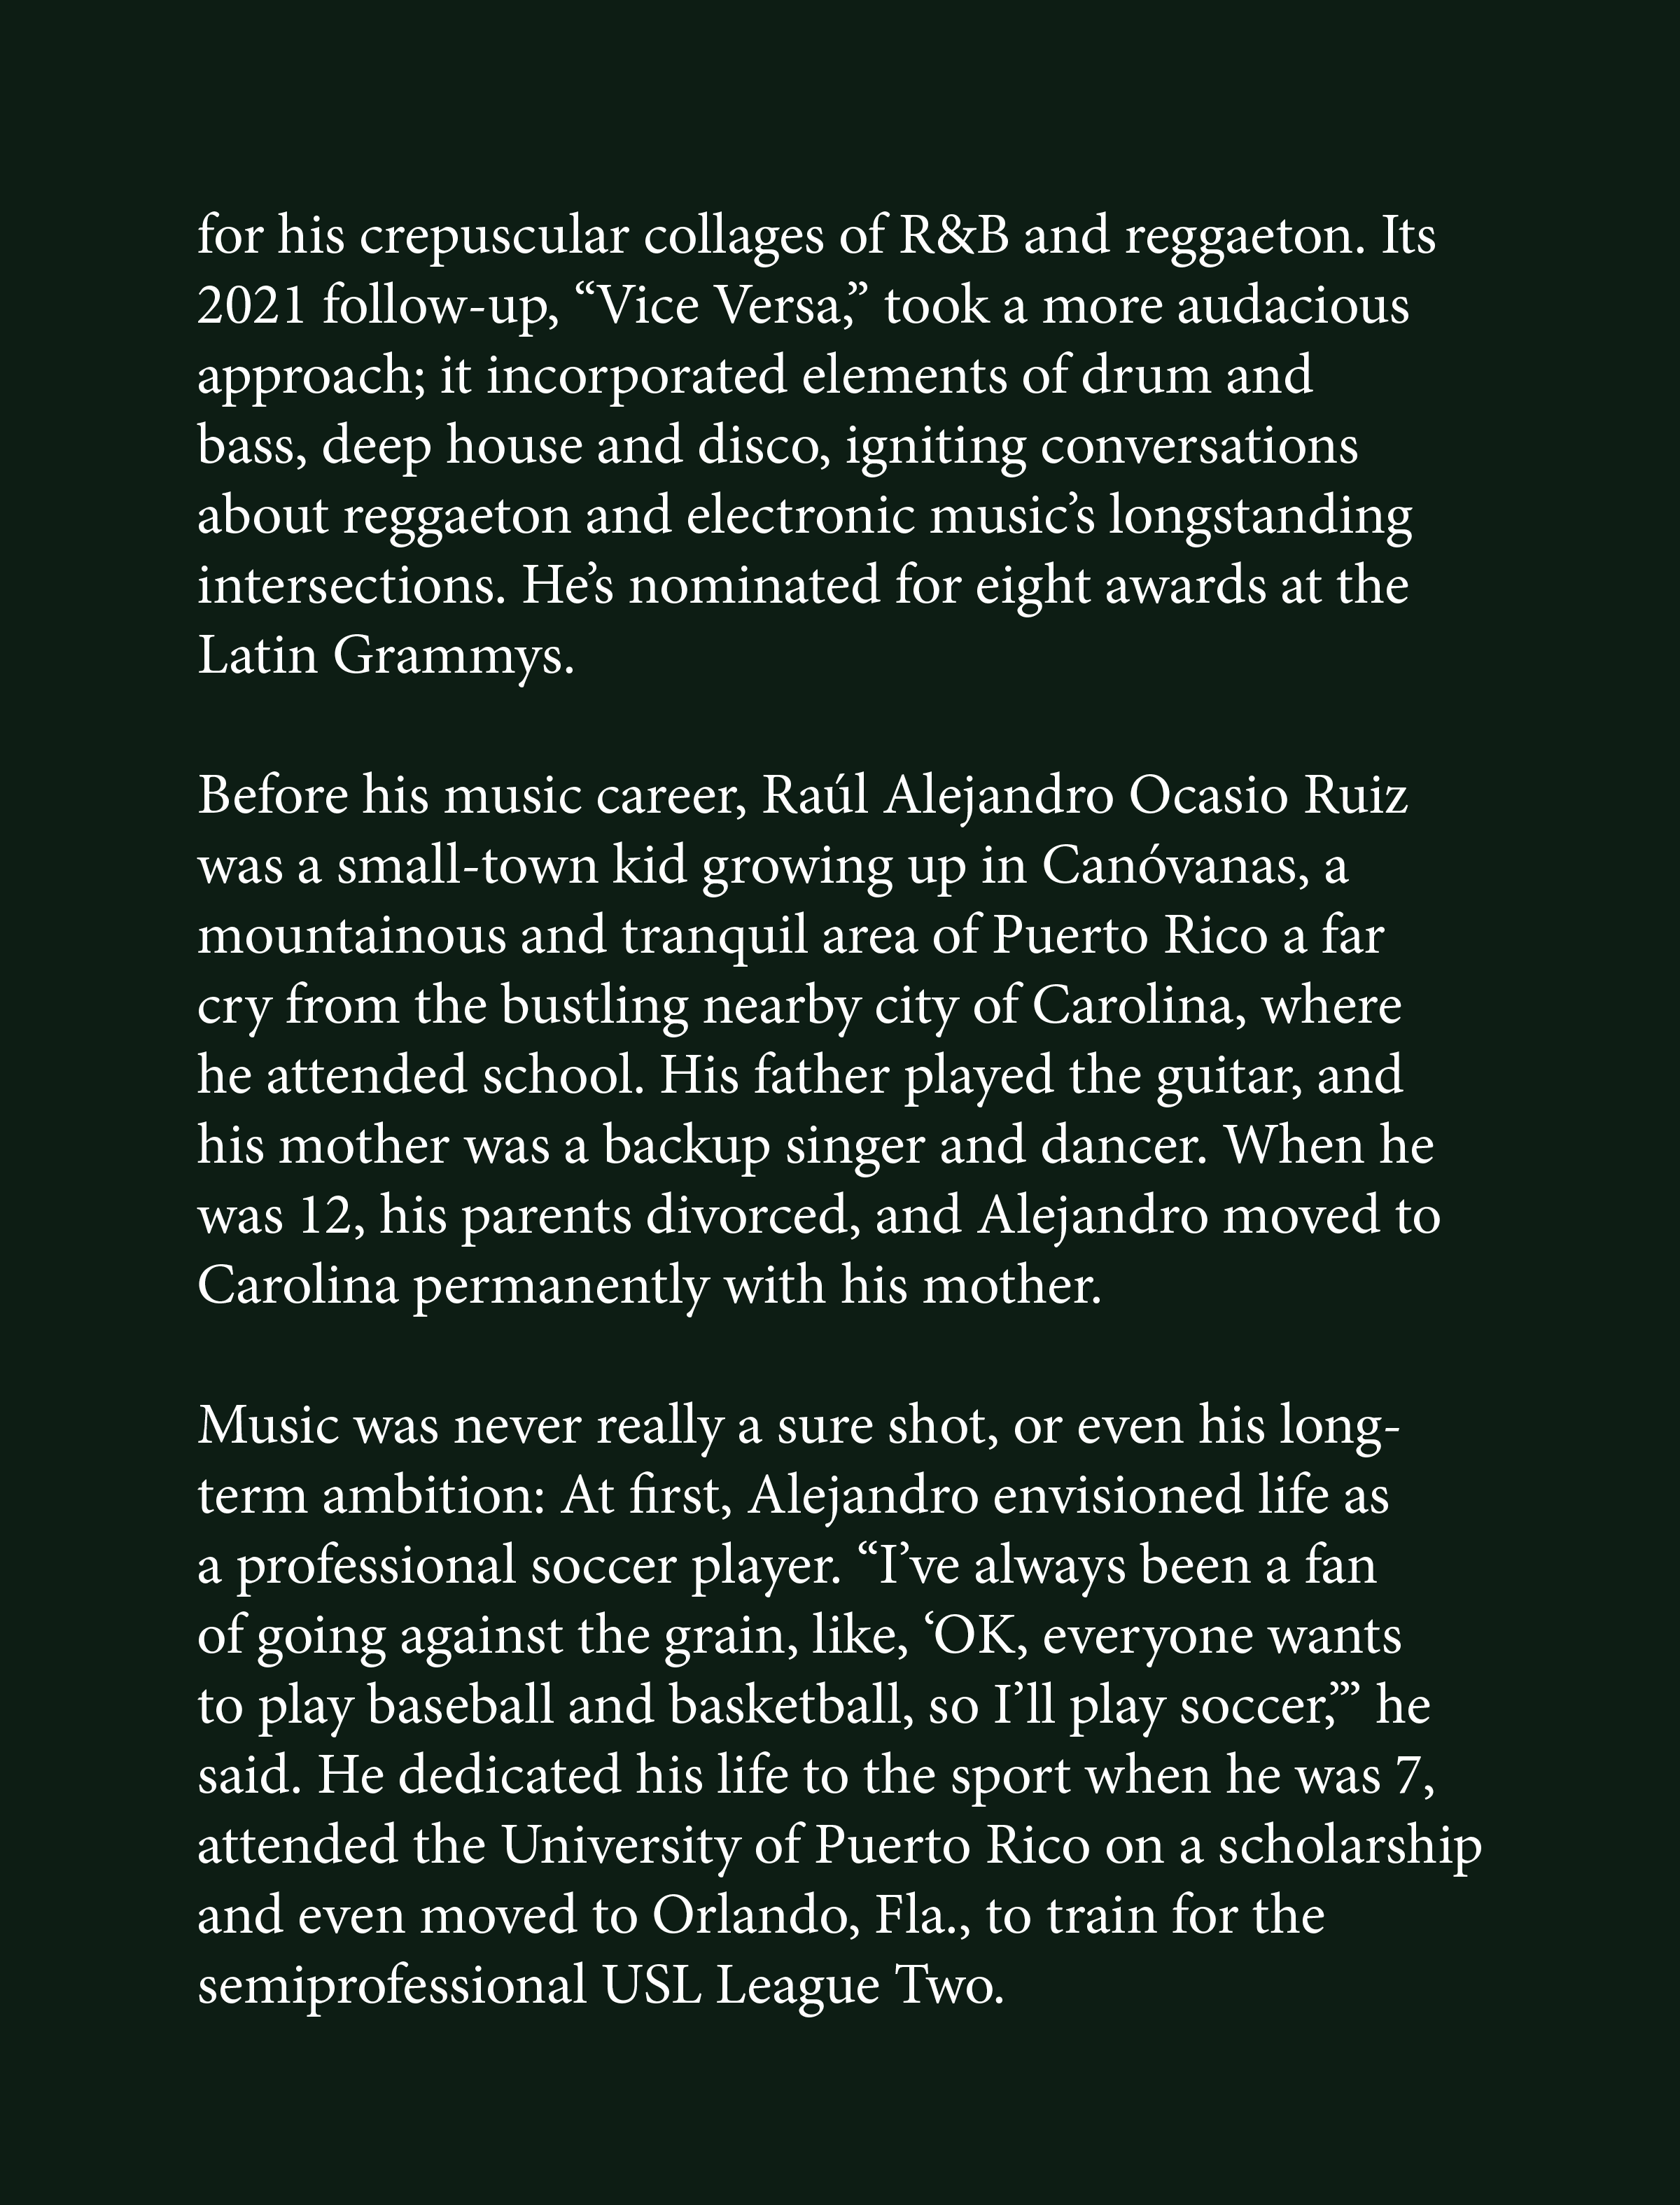 for his crepuscular collages of R&B and reggaeton. Its
2021 follow-up, “Vice Versa,” took a more audacious
approach; it incorporated elements of drum and
bass, deep house and disco, igniting conversations
about reggaeton and electronic music’s longstanding
intersections. He’s nominated for eight awards at the
Latin Grammys.

Before his music career, Raúl Alejandro Ocasio Ruiz
was a small-town kid growing up in Canóvanas, a
mountainous and tranquil area of Puerto Rico a far
cry from the bustling nearby city of Carolina, where
he attended school. His father played the guitar, and
his mother was a backup singer and dancer. When he
was 12, his parents divorced, and Alejandro moved to
Carolina permanently with his mother.

Music was never really a sure shot, or even his long-
term ambition: At first, Alejandro envisioned life as
a professional soccer player. “I’ve always been a fan
of going against the grain, like, ‘OK, everyone wants
to play baseball and basketball, so I’ll play soccer,’” he
said. He dedicated his life to the sport when he was 7,
attended the University of Puerto Rico on a scholarship
and even moved to Orlando, Fla., to train for the
semiprofessional USL League Two.